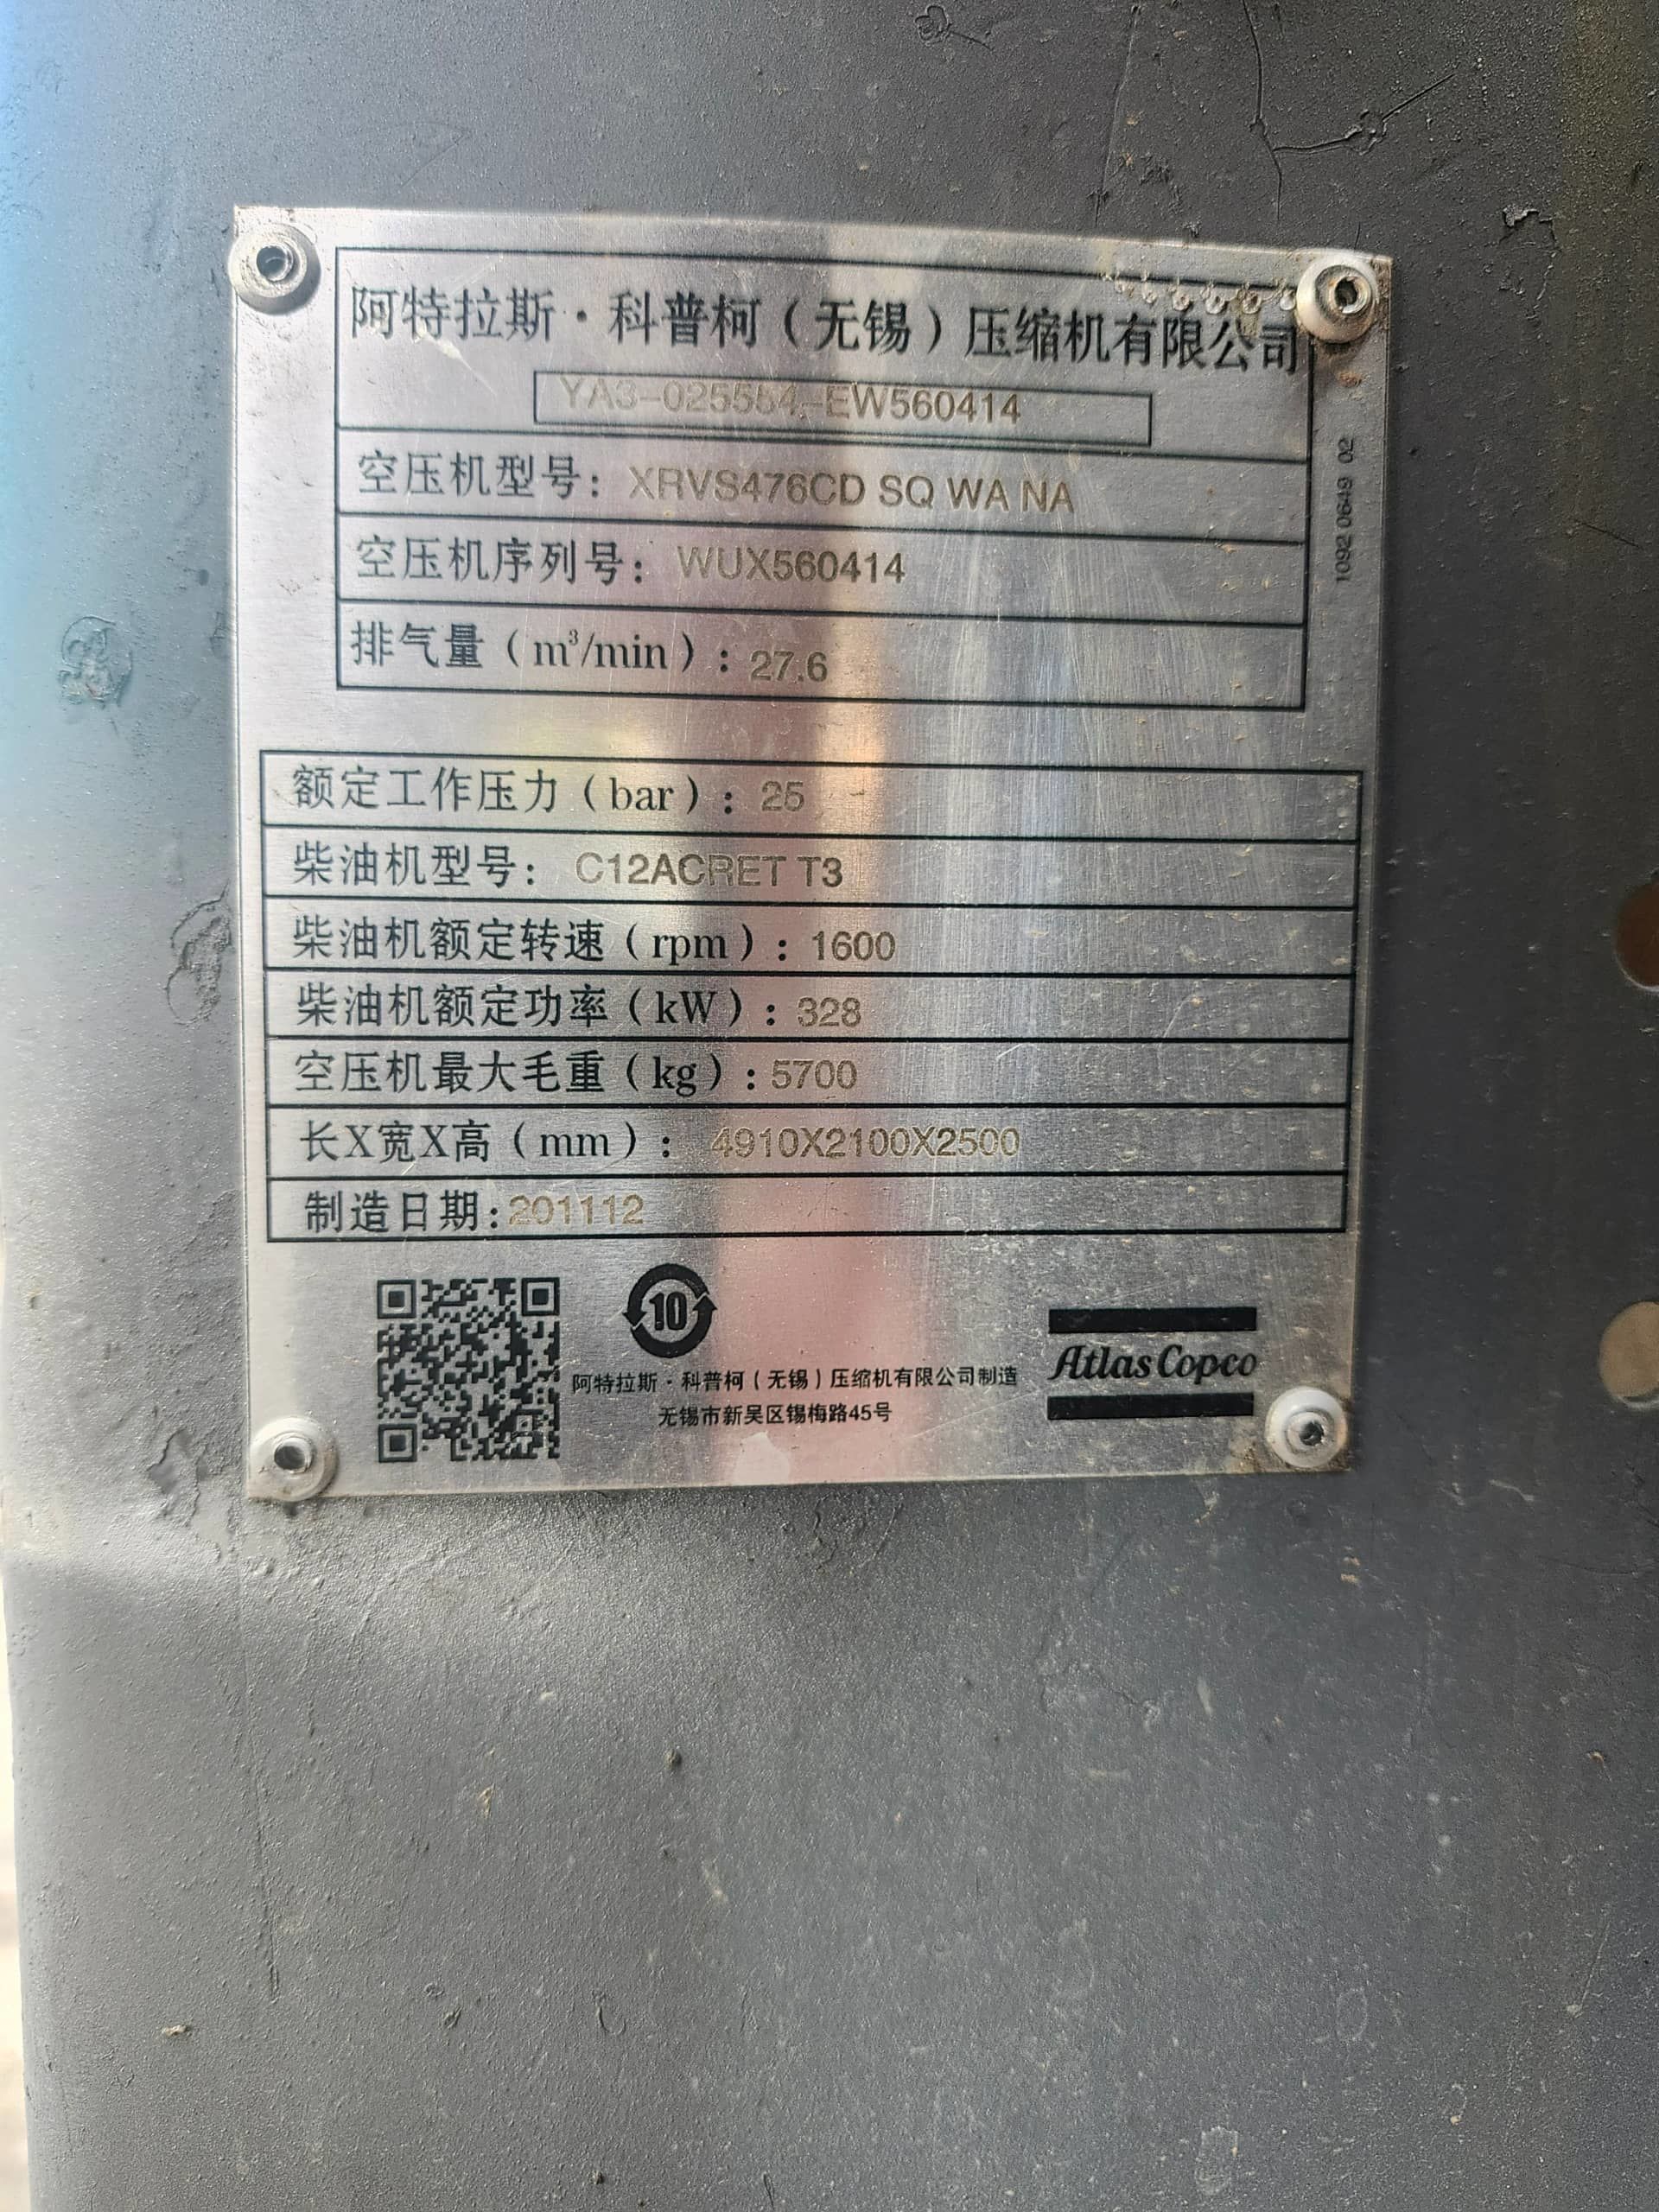 阿特拉斯·科普柯（无锡）压缩机有限公司
YA3-025554-EW560414
空压机型号：XRVS476CD SQ WA NA
空压机序列号：WUX560414
排气量（m³/min）：27.6
1092 0649 02
额定工作压力（bar）：25
柴油机型号：C12ACRET T3
柴油机额定转速（rpm）：1600
柴油机额定功率（kW）：328
空压机最大毛重（kg）：5700
长X宽X高（mm）：4910X2100X2500
制造日期：201112
10
阿特拉斯·科普柯（无锡）压缩机有限公司制造
无锡市新吴区锡梅路45号
Atlas Copco